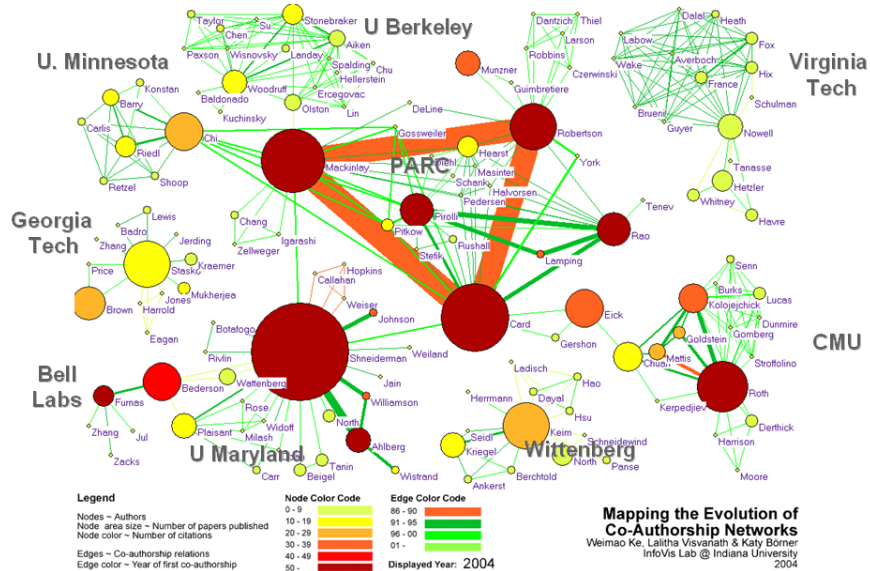 Taylor
Su
Stonebraker
U Berkeley
Chen
Aiken
Paxson
Wisnovsky
Landay
Spalding
Chu
Hellerstein
Woodruff
Ercegovac
Baldonado
Olston
Lin
Kuchinsky
Dantzich
Thiel
Larson
Robbins
Munzner
Czerwinski
Guimbretiere
Dalal
Heath
Labow
Fox
Wake
Averboch
Hix
France
Schulman
Brueni
Guyer
Nowell
Virginia
Tech
Tanasse
Hetzler
Whitney
Havre
U. Minnesota
Konstan
Barry
Carlis
Chi
Riedl
Retzel
Shoop
DeLine
Gossweiler
Robertson
Mackinlay
PARC
Hearst
York
Masinter
Schank
Halvorsen
Pedersen
Pirolli
Pitkow
Rushall
Stefik
Tenev
Rao
Lamping
Chang
Igarashi
Zellweger
Georgia
Tech
Lewis
Badro
Zhang
Jerding
Price
Stasko
Kraemer
Jones
Mukherjea
Brown
Harrold
Eagan
Hopkins
Callahan
Weiser
Johnson
Card
Eick
Gershon
Botafogo
Rivlin
Shneiderman
Weiland
Jain
Williamson
Senn
Burks
Lucas
Kolojejchick
Dunmire
Goldstein
Gomberg
Mattis
Stroffolino
Chuah
CMU
Roth
Kerpedjiev
Derthick
Harrison
Moore
Bell
Labs
Bederson
Furnas
Wattenberg
Zhang
Jul
Zacks
Rose
Plaisant
Widoff
Milash
U Maryland
North
Ahlberg
Tanin
Carr
Beigel
Wistrand
Ladisch
Hao
Herrmann
Dayal
Hsu
Seidl
Keim
Kriegel
Wittenberg
Schneidewind
North
Panse
Berchtold
Ankerst
Legend
Nodes ~ Authors
Node area size ~ Number of papers published
Node color ~ Number of citations
Edges ~ Co-authorship relations
Edge color ~ Year of first co-authorship
Node Color Code
0 - 9
10 - 19
20 - 29
30 - 39
40 - 49
50 -
Edge Color Code
86 - 90
91 - 95
96 - 00
01 -
Displayed Year: 2004
Mapping the Evolution of
Co-Authorship Networks
Weimao Ke, Lalitha Visvanath & Katy Börner
InfoVis Lab @ Indiana University
2004